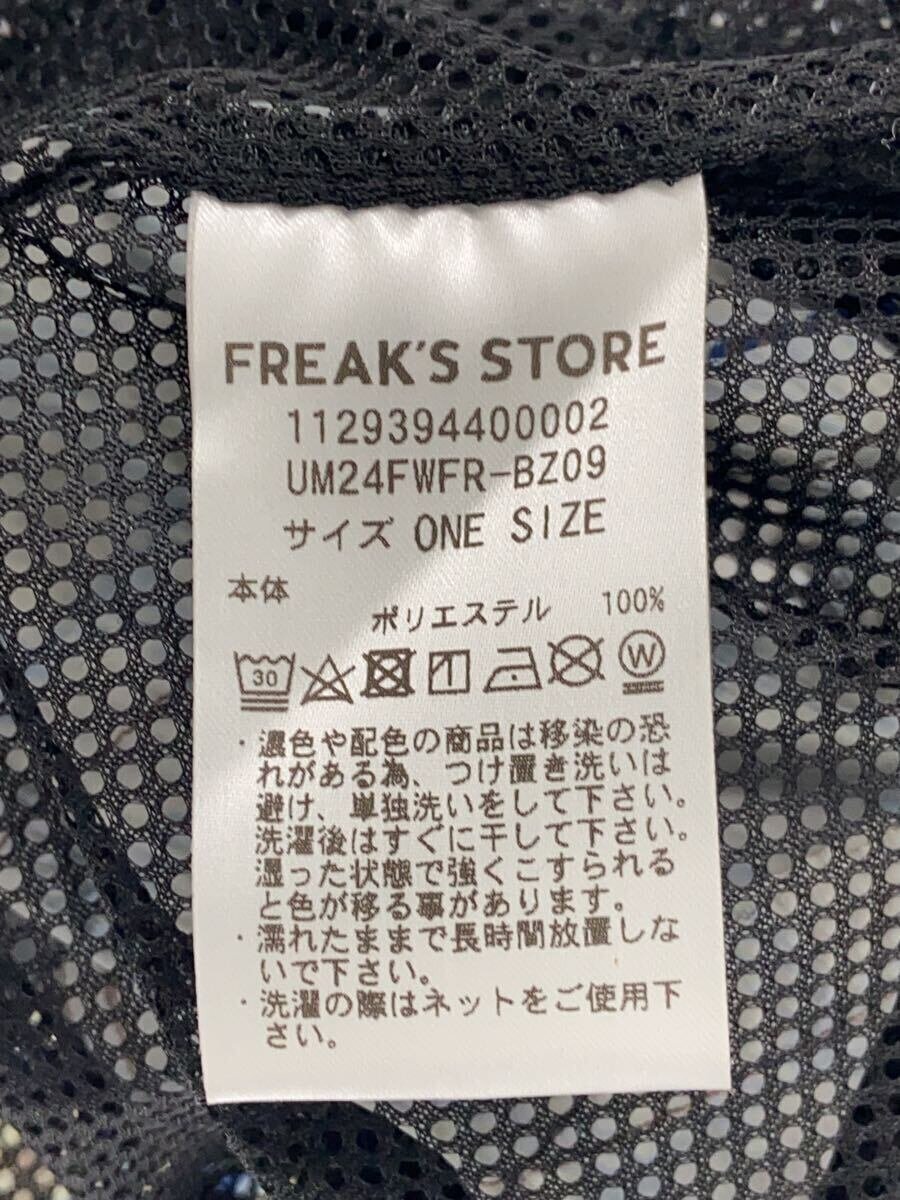 FREAK'S STORE
1129394400002
UM24FWFR-BZ09
サイズ ONE SIZE
本体
ポリエステル 100%
30 W
・濃色や配色の商品は移染の恐
れがある為、つけ置き洗いは
避け、単独洗いをして下さい。
洗濯後はすぐに干して下さい。
湿った状態で強くこすられる
と色が移る事があります。
・濡れたままで長時間放置しな
いで下さい。
・洗濯の際はネットをご使用下
さい。